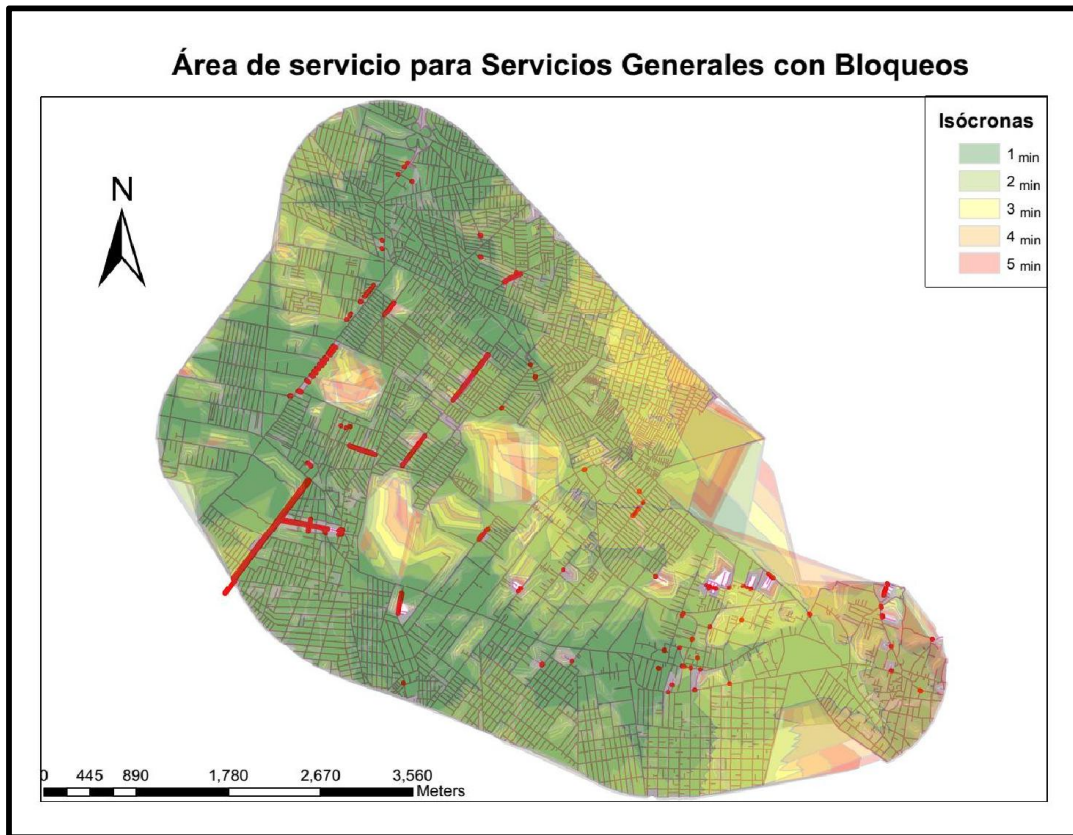 Área de servicio para Servicios Generales con Bloqueos
Isócronas
1 min
2 min
3 min
4 min
5 min
N
0 445 890 1,780 2,670 3,560
Meters